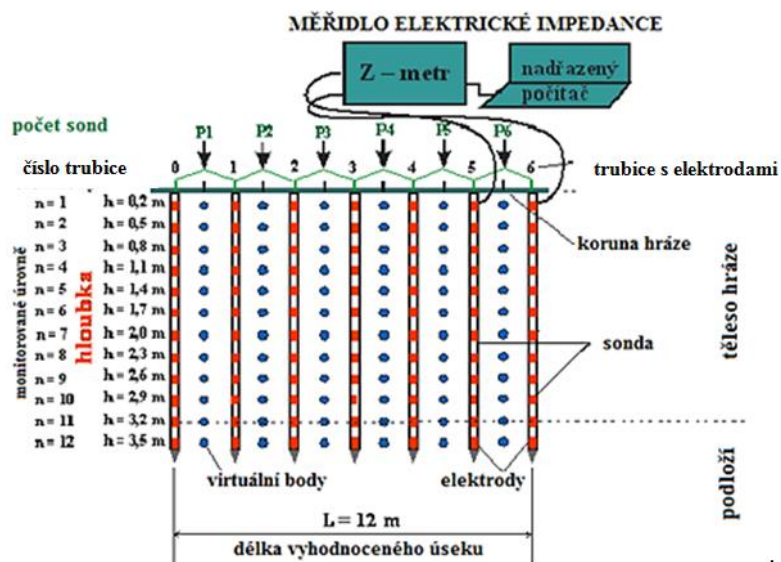 MĚŘIDLO ELEKTRICKÉ IMPEDANCE
Z – metr
nadřazený
počítač
počet sond
P1 P2 P3 P4 P5 P6
číslo trubice
0 1 2 3 4 5 6
trubice s elektrodami
monitorované úrovně
hloubka
n = 1 h = 0,2 m
n = 2 h = 0,5 m
n = 3 h = 0,8 m
n = 4 h = 1,1 m
n = 5 h = 1,4 m
n = 6 h = 1,7 m
n = 7 h = 2,0 m
n = 8 h = 2,3 m
n = 9 h = 2,6 m
n = 10 h = 2,9 m
n = 11 h = 3,2 m
n = 12 h = 3,5 m
koruna hráze
těleso hráze
sonda
virtuální body
elektrody
podloží
L = 12 m
délka vyhodnoceného úseku